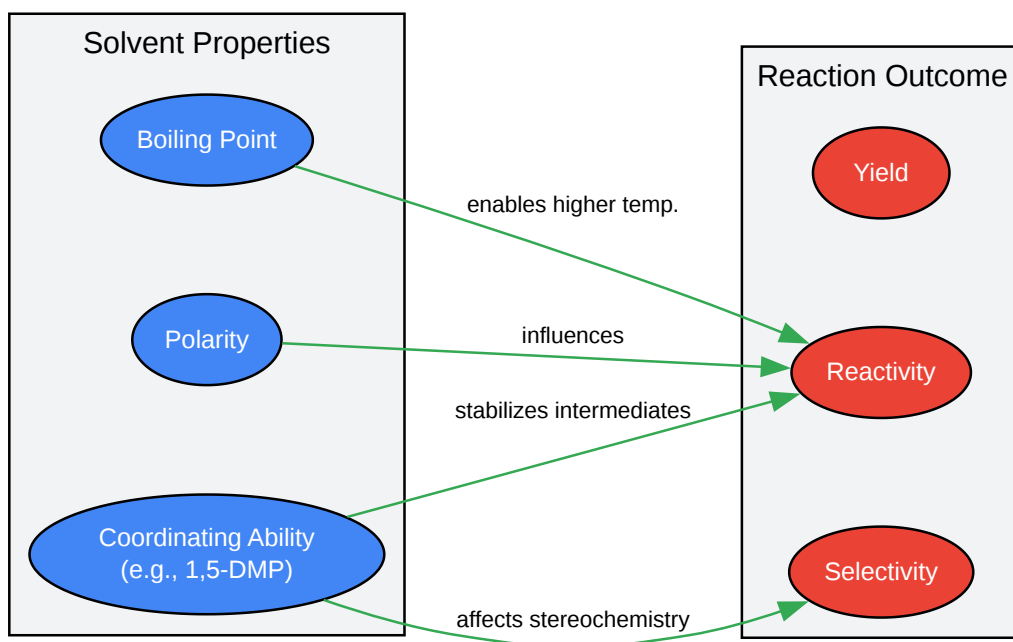 Solvent Properties
Boiling Point
Polarity
Coordinating Ability
(e.g., 1,5-DMP)
enables higher temp.
influences
stabilizes intermediates
affects stereochemistry
Reaction Outcome
Yield
Reactivity
Selectivity